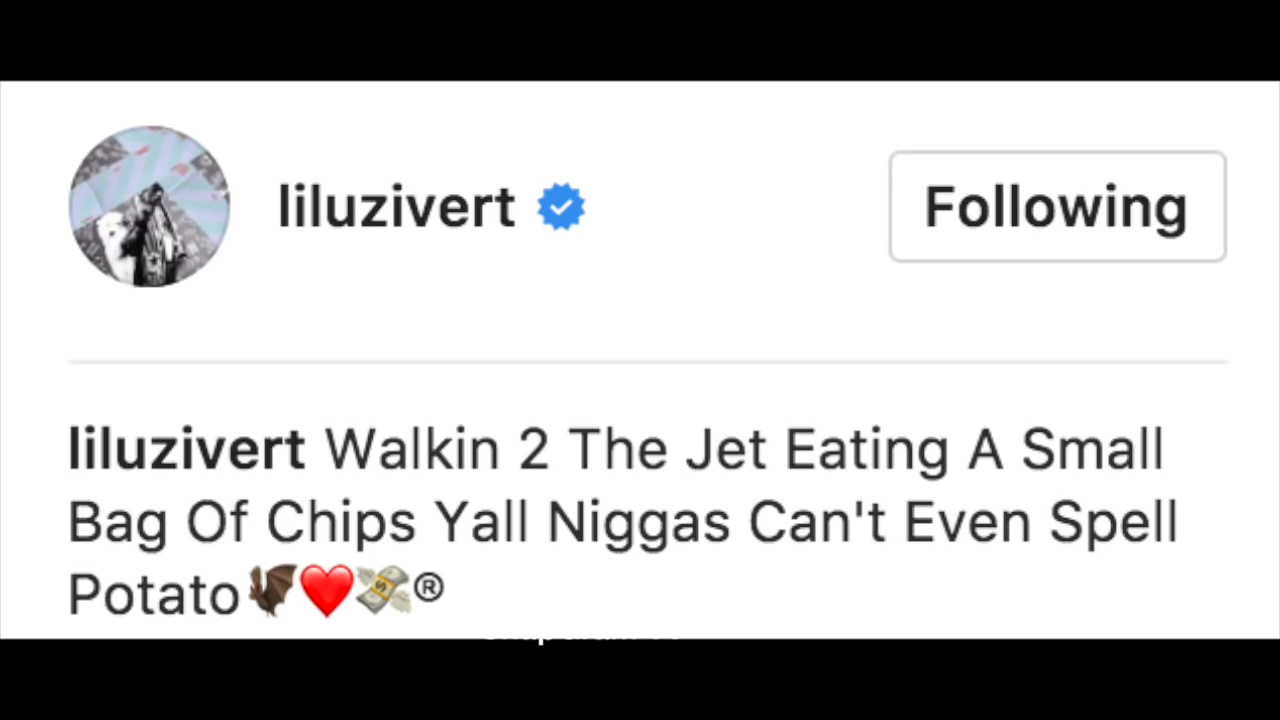 liluzivert
Following
liluzivert Walkin 2 The Jet Eating A Small
Bag Of Chips Yall Niggas Can't Even Spell
Potato🦇❤️💸®